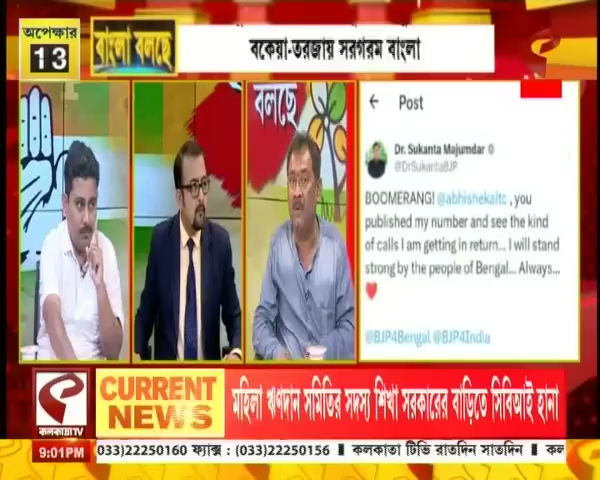 অপেক্ষার
13
বাংলা বলছে
বকেয়া-তরজায় সরগরম বাংলা
বলছে
Post
Dr. Sukanta Majumdar
@DrSukantaBJP
BOOMERANG! @abhishekaitc , you
published my number and see the kind
of calls I am getting in return... I will stand
strong by the people of Bengal... Always...
@BJP4Bengal @BJP4India
CURRENT
NEWS
মহিলা ঋণদান সমিতির সদস্য শিখা সরকারের বাড়িতে সিবিআই হানা
কলকাতাTV
9:01PM
(033)22250160 ফ্যাক্স : (033)22250156 ▮ কলকাতা টিভি রাতদিন সাতদিন ▮ কল